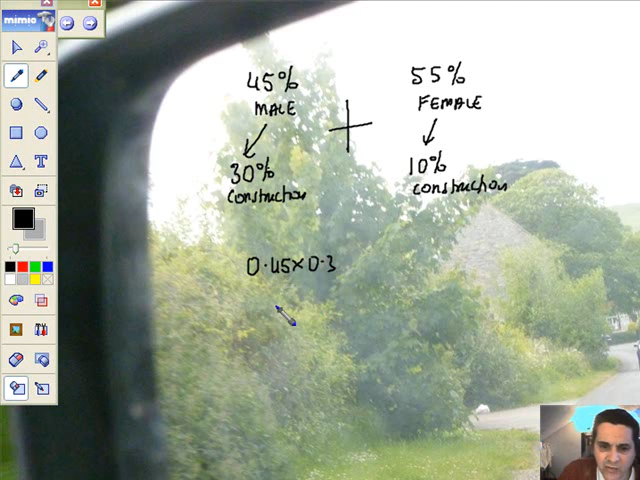 mimio
45% 55%
MALE FEMALE
30% 10%
construction construction
0.45×0.3
T